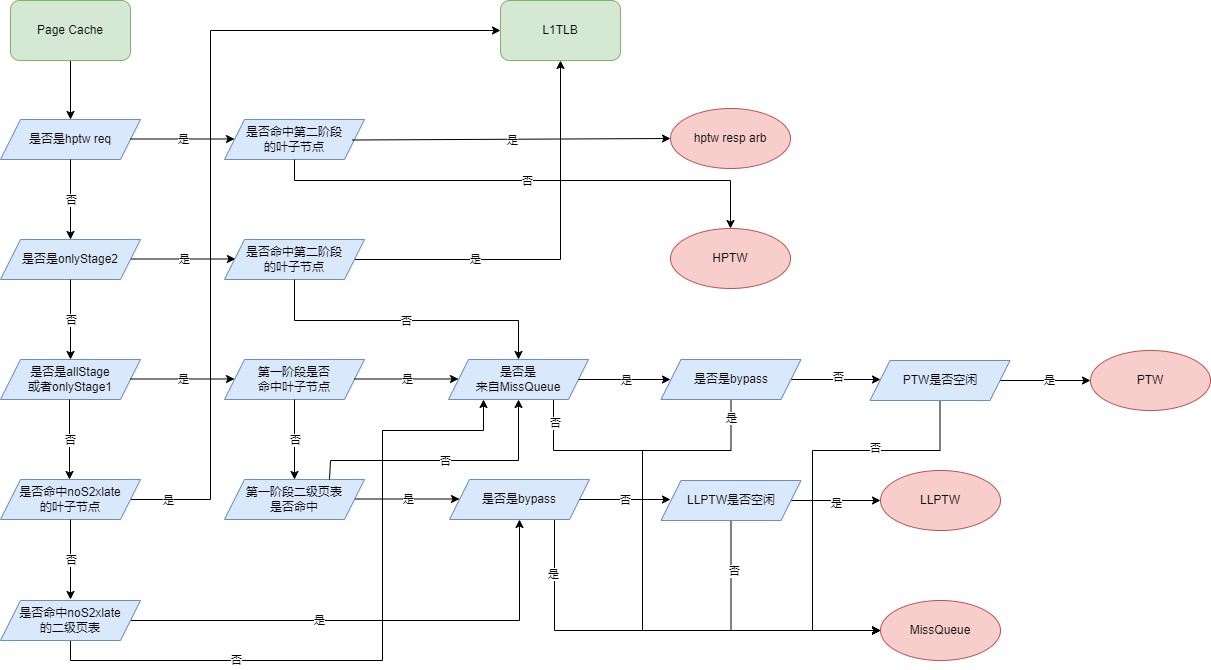 Page Cache
L1TLB
是否是hptw req
是
是否命中第二阶段
的叶子节点
是
hptw resp arb
否
否
是否是onlyStage2
是
是否命中第二阶段
的叶子节点
是
HPTW
否
否
是否是allStage
或者onlyStage1
是
第一阶段是否
命中叶子节点
是
是否是
来自MissQueue
是
是否是bypass
否
PTW是否空闲
是
PTW
否
是
否
否
否
否
是否命中noS2xlate
的叶子节点
是
第一阶段二级页表
是否命中
是
是否是bypass
否
LLPTW是否空闲
是
LLPTW
否
是
否
是否命中noS2xlate
的二级页表
是
MissQueue
否